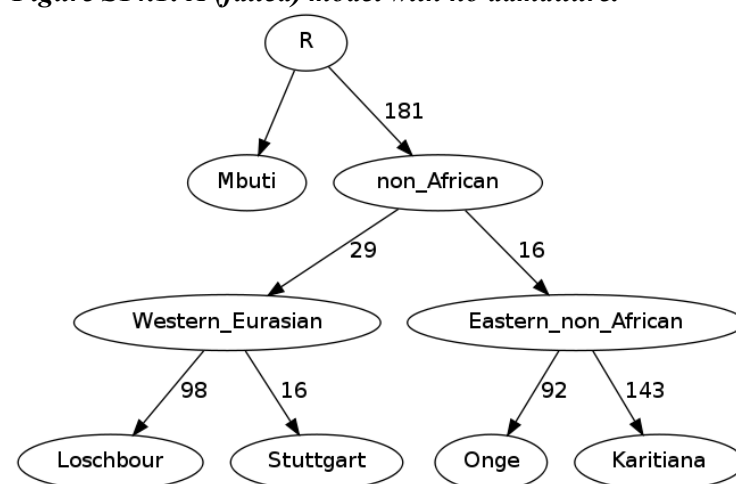 Figure S14.1: A (failed) model with no admixture.
R
181
Mbuti
non_African
29
16
Western_Eurasian
Eastern_non_African
98
16
92
143
Loschbour
Stuttgart
Onge
Karitiana